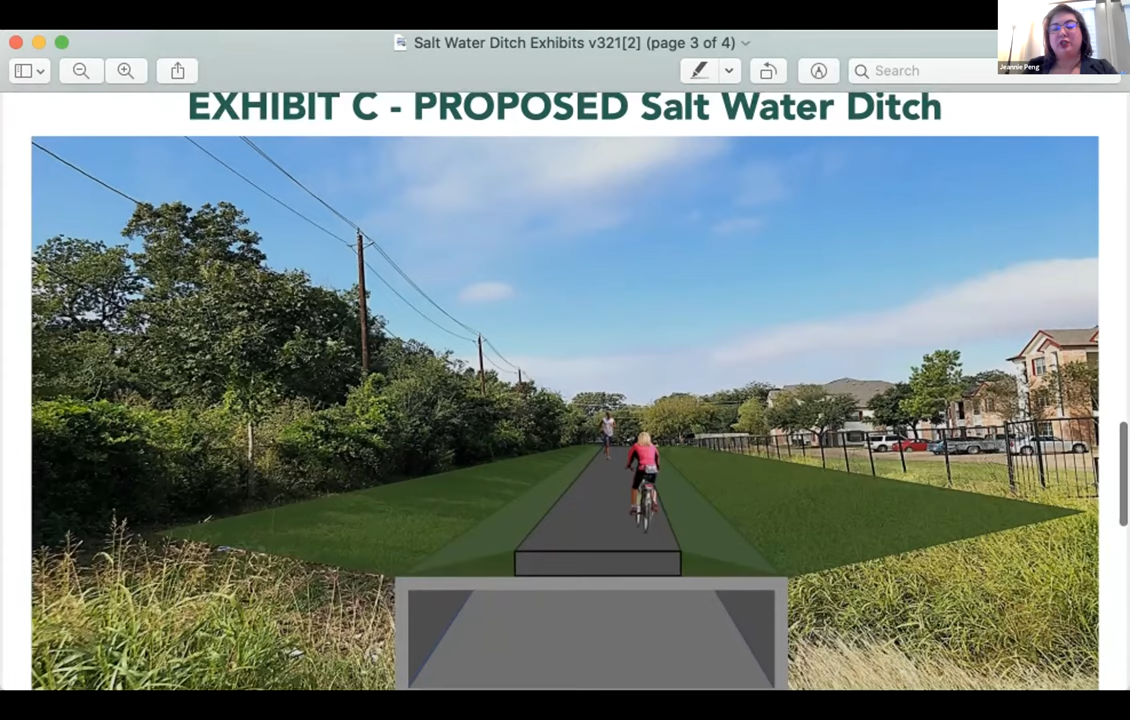 Salt Water Ditch Exhibits v321[2] (page 3 of 4)
Jeannie Peng
Search
EXHIBIT C - PROPOSED Salt Water Ditch